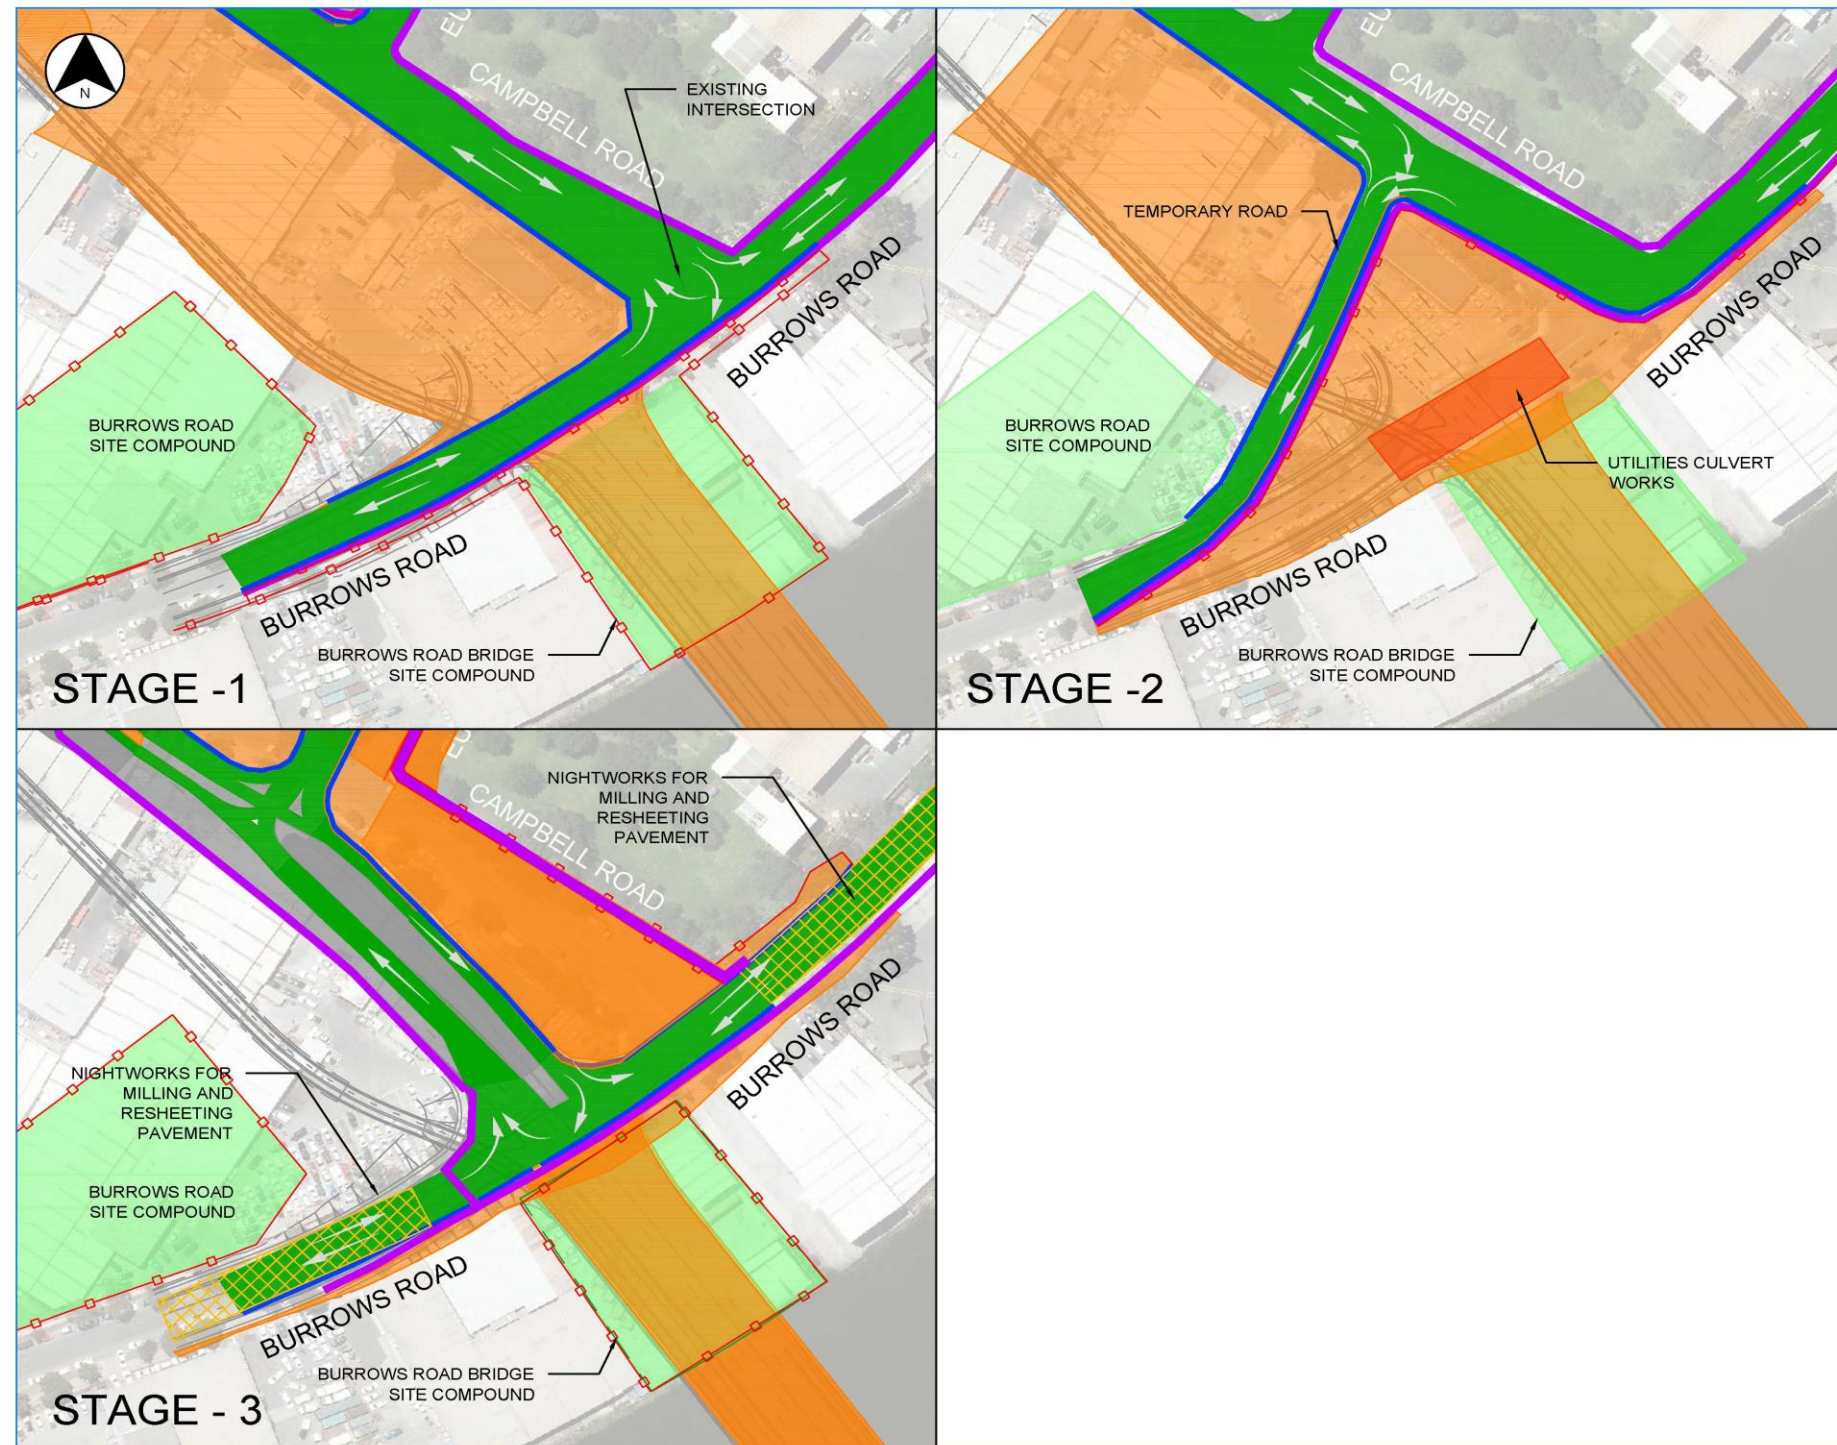 N
EU
CAMPBELL ROAD
EXISTING
INTERSECTION
BURROWS ROAD
BURROWS ROAD
SITE COMPOUND
BURROWS ROAD
BURROWS ROAD BRIDGE
SITE COMPOUND
STAGE -1
EU
CAMPBELL ROAD
TEMPORARY ROAD
BURROWS ROAD
BURROWS ROAD
SITE COMPOUND
UTILITIES CULVERT
WORKS
BURROWS ROAD
BURROWS ROAD BRIDGE
SITE COMPOUND
STAGE -2
EU
CAMPBELL ROAD
NIGHTWORKS FOR
MILLING AND
RESHEETING
PAVEMENT
BURROWS ROAD
NIGHTWORKS FOR
MILLING AND
RESHEETING
PAVEMENT
BURROWS ROAD
SITE COMPOUND
BURROWS ROAD
BURROWS ROAD BRIDGE
SITE COMPOUND
STAGE - 3